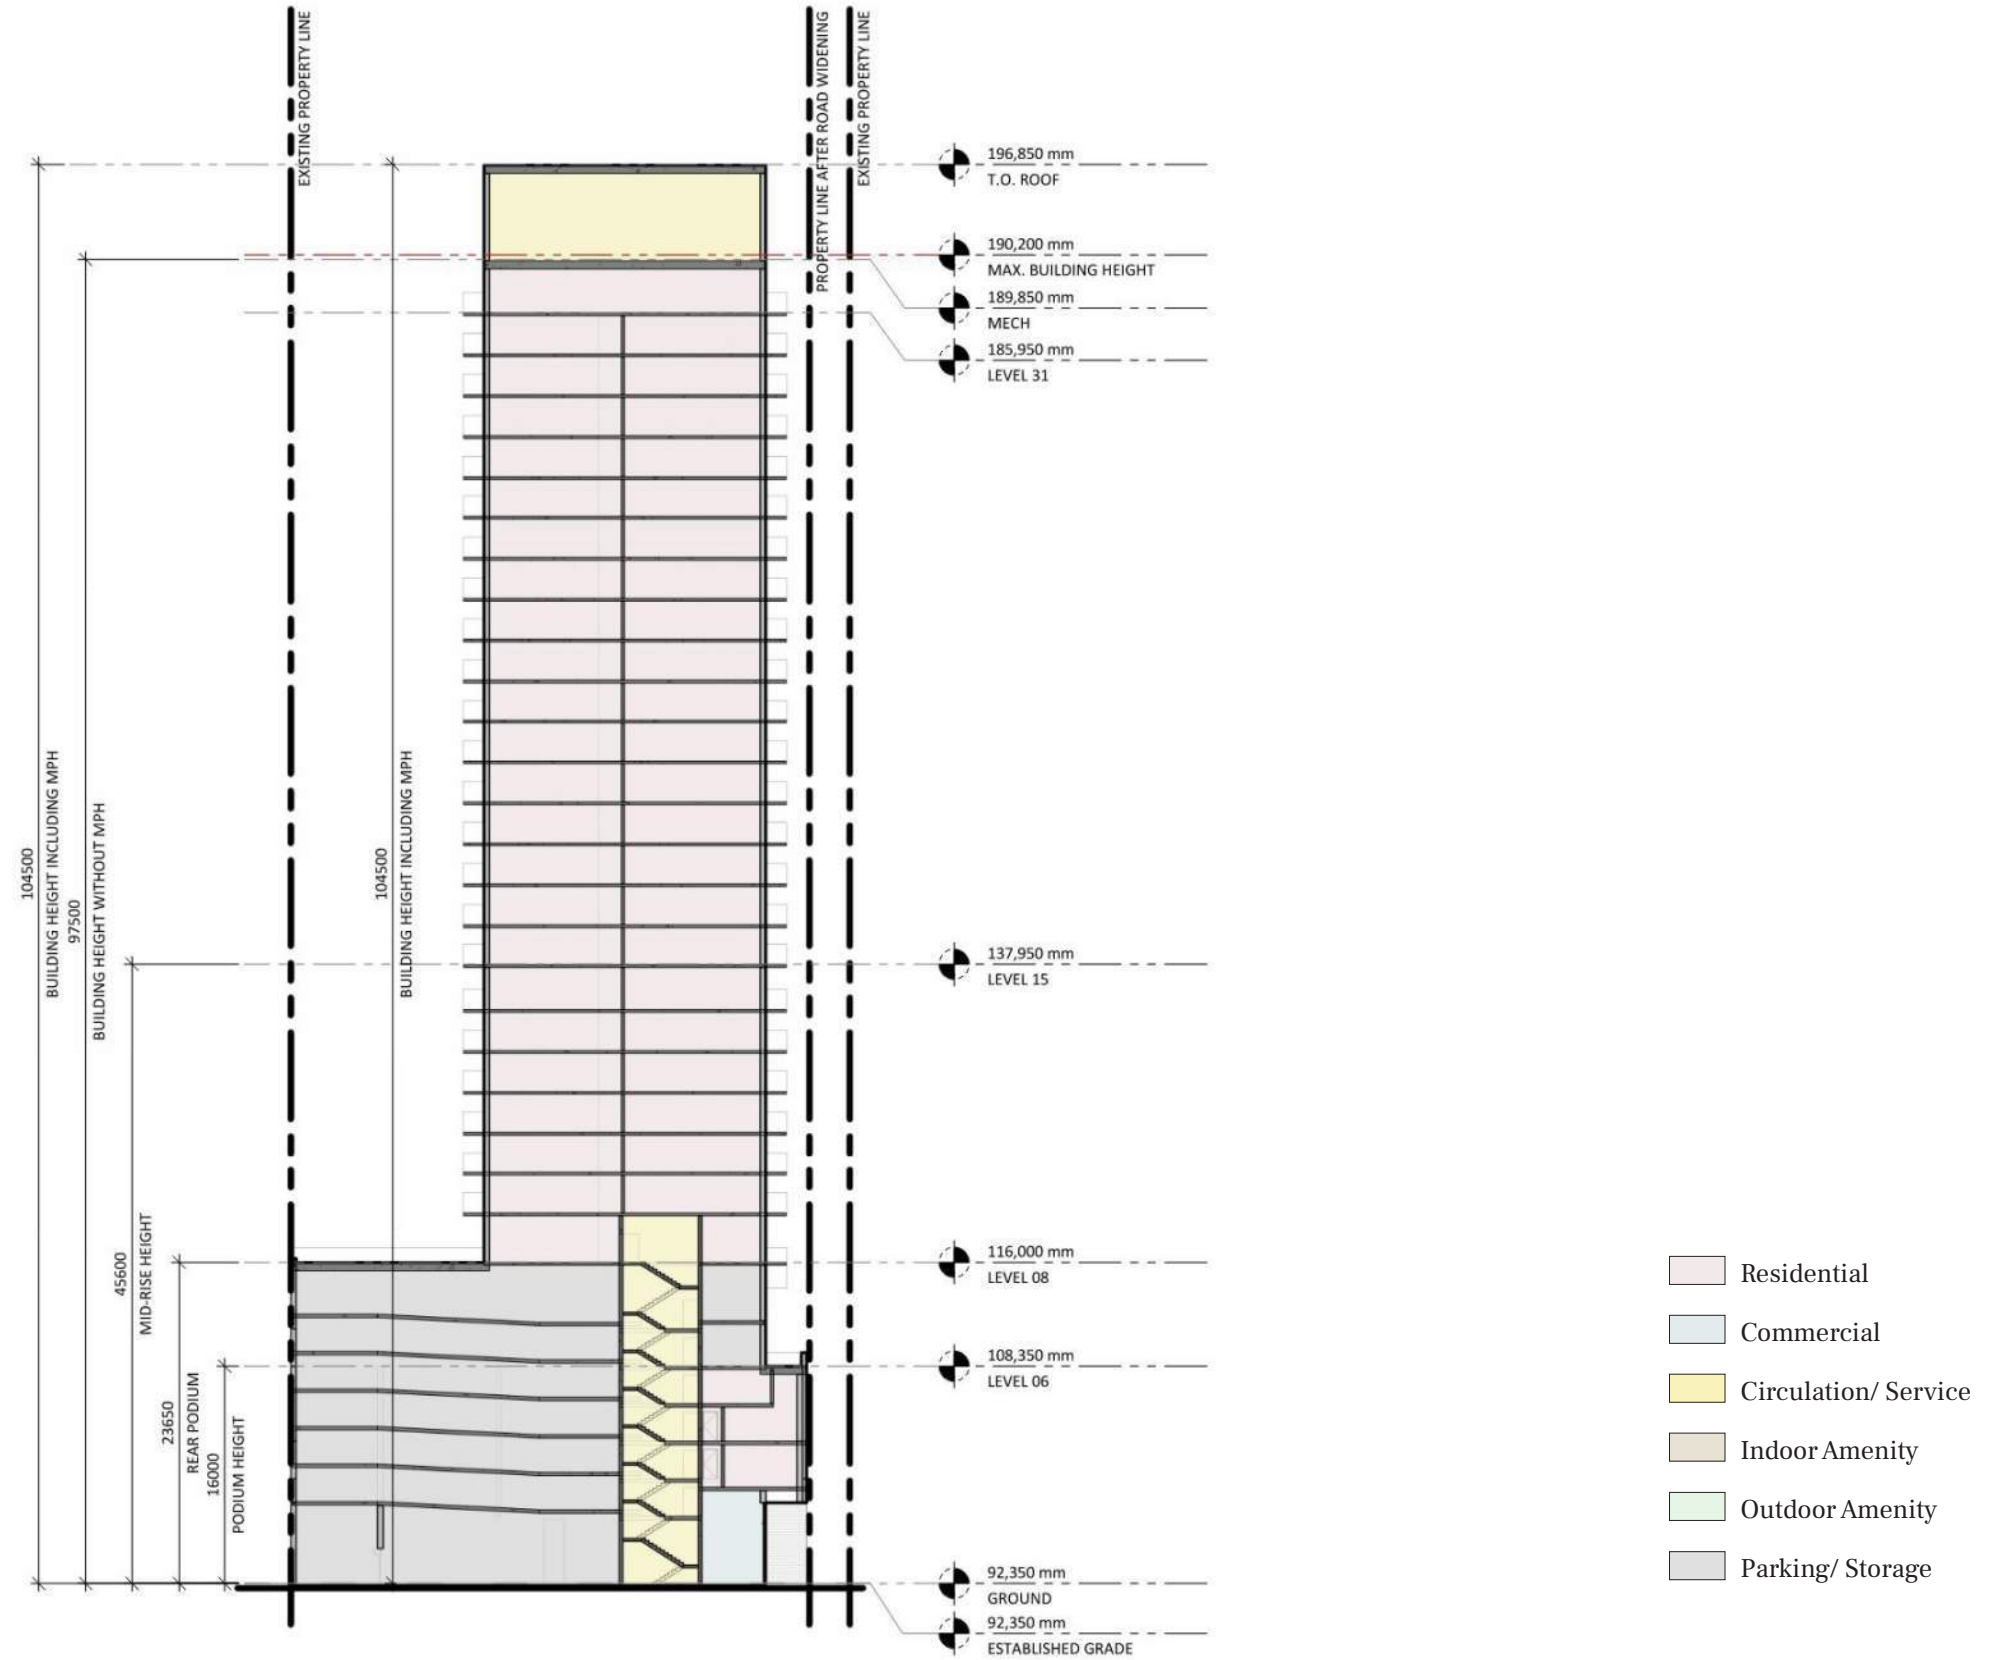 EXISTING PROPERTY LINE
PROPERTY LINE AFTER ROAD WIDENING
EXISTING PROPERTY LINE
196,850 mm
T.O. ROOF
190,200 mm
MAX. BUILDING HEIGHT
189,850 mm
MECH
185,950 mm
LEVEL 31
104500
BUILDING HEIGHT INCLUDING MPH
97500
BUILDING HEIGHT WITHOUT MPH
104500
BUILDING HEIGHT INCLUDING MPH
137,950 mm
LEVEL 15
45600
MID-RISE HEIGHT
116,000 mm
LEVEL 08
108,350 mm
LEVEL 06
23650
REAR PODIUM
16000
PODIUM HEIGHT
92,350 mm
GROUND
92,350 mm
ESTABLISHED GRADE
Residential
Commercial
Circulation/ Service
Indoor Amenity
Outdoor Amenity
Parking/ Storage